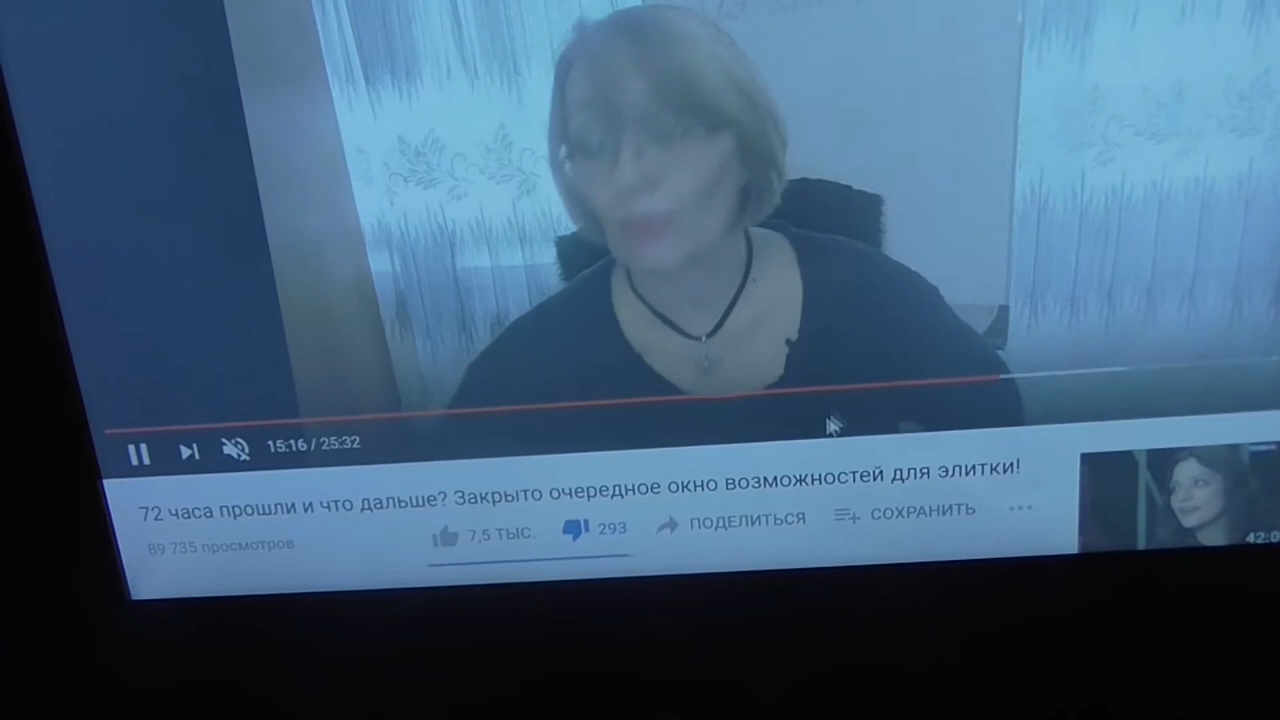 15:16 / 25:32
72 часа прошли и что дальше? Закрыто очередное окно возможностей для элитки!
89 735 просмотров
7,5 ТЫС. 293 ПОДЕЛИТЬСЯ СОХРАНИТЬ
42:0